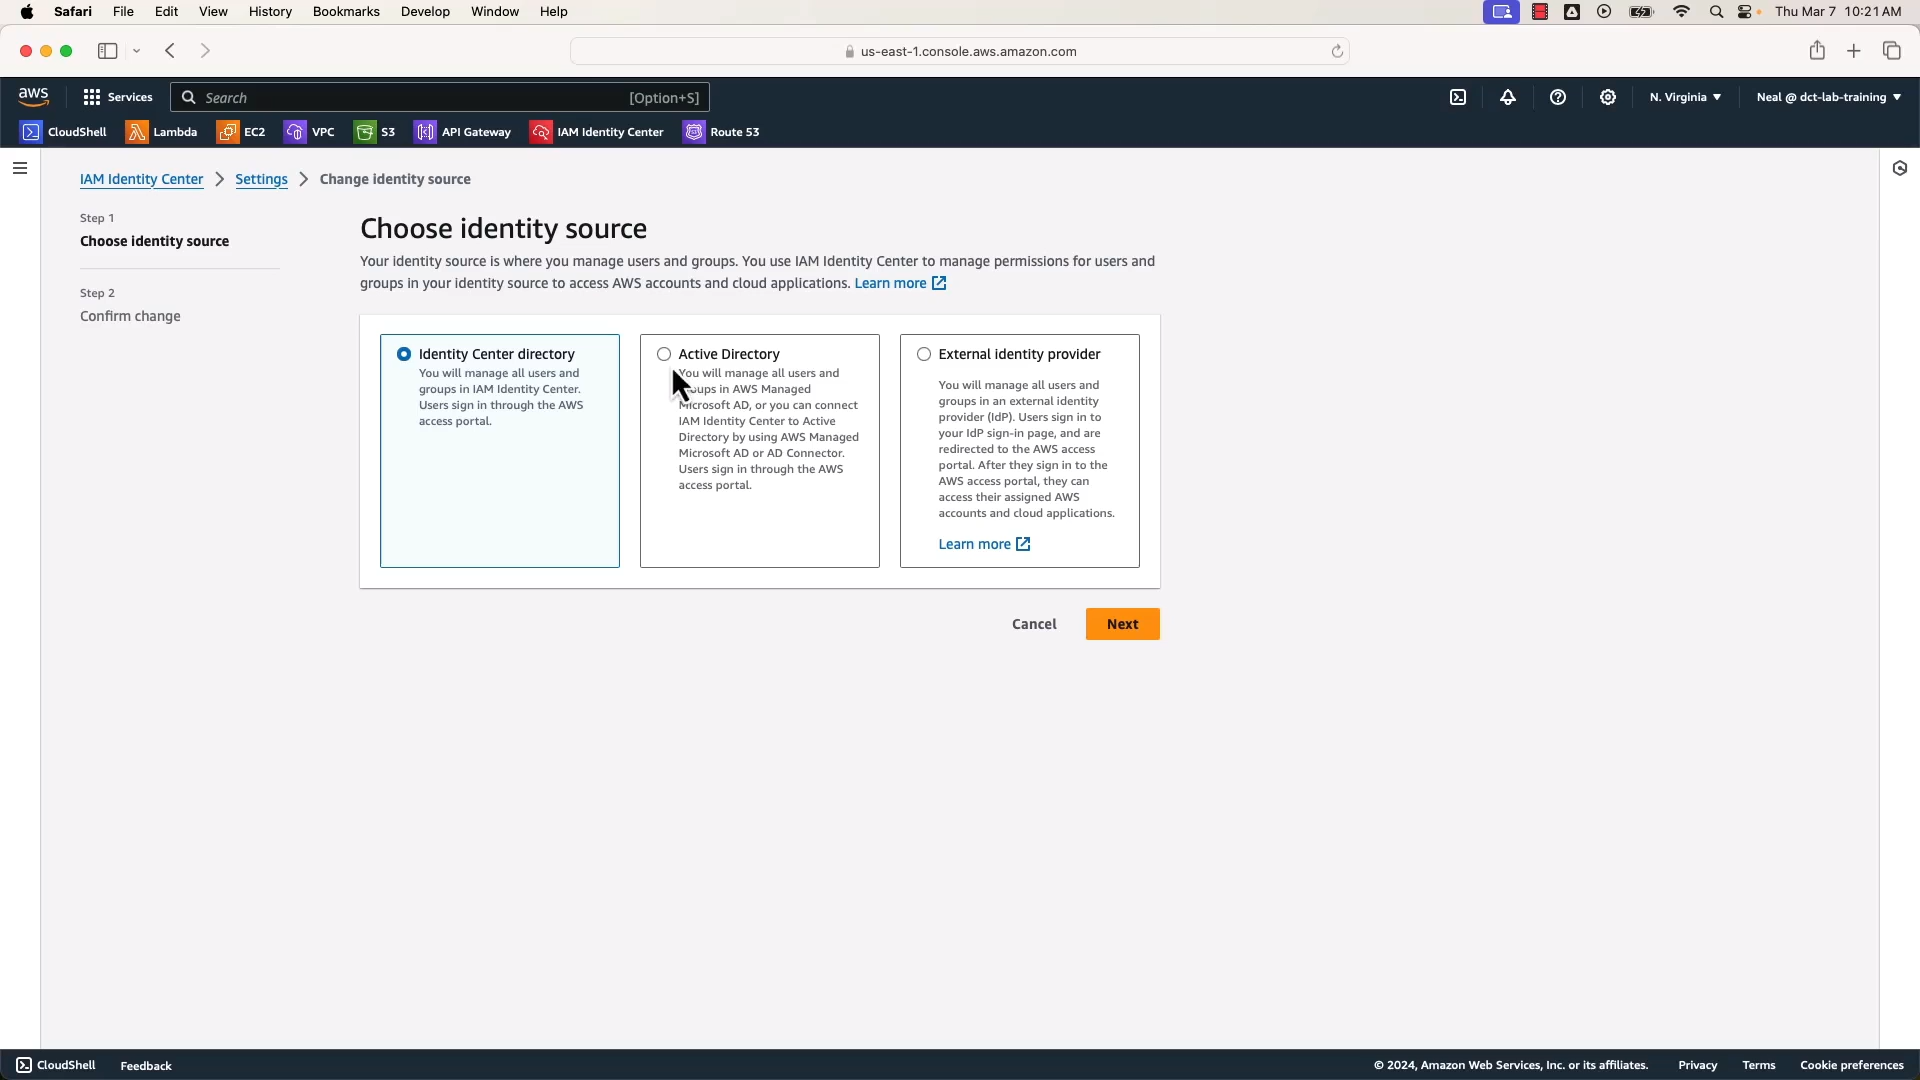 Safari File Edit View History Bookmarks Develop Window Help Thu Mar 7 10:21 AM
us-east-1.console.aws.amazon.com
aws Services Search [Option+S] N. Virginia Neal @ dct-lab-training
CloudShell Lambda EC2 VPC S3 API Gateway IAM Identity Center Route 53
IAM Identity Center > Settings > Change identity source
Step 1
Choose identity source
Step 2
Confirm change
Choose identity source
Your identity source is where you manage users and groups. You use IAM Identity Center to manage permissions for users and
groups in your identity source to access AWS accounts and cloud applications. Learn more
Identity Center directory
You will manage all users and
groups in IAM Identity Center.
Users sign in through the AWS
access portal.
Active Directory
You will manage all users and
groups in AWS Managed
Microsoft AD, or you can connect
IAM Identity Center to Active
Directory by using AWS Managed
Microsoft AD or AD Connector.
Users sign in through the AWS
access portal.
External identity provider
You will manage all users and
groups in an external identity
provider (IdP). Users sign in to
your IdP sign-in page, and are
redirected to the AWS access
portal. After they sign in to the
AWS access portal, they can
access their assigned AWS
accounts and cloud applications.
Learn more
Cancel Next
CloudShell Feedback © 2024, Amazon Web Services, Inc. or its affiliates. Privacy Terms Cookie preferences